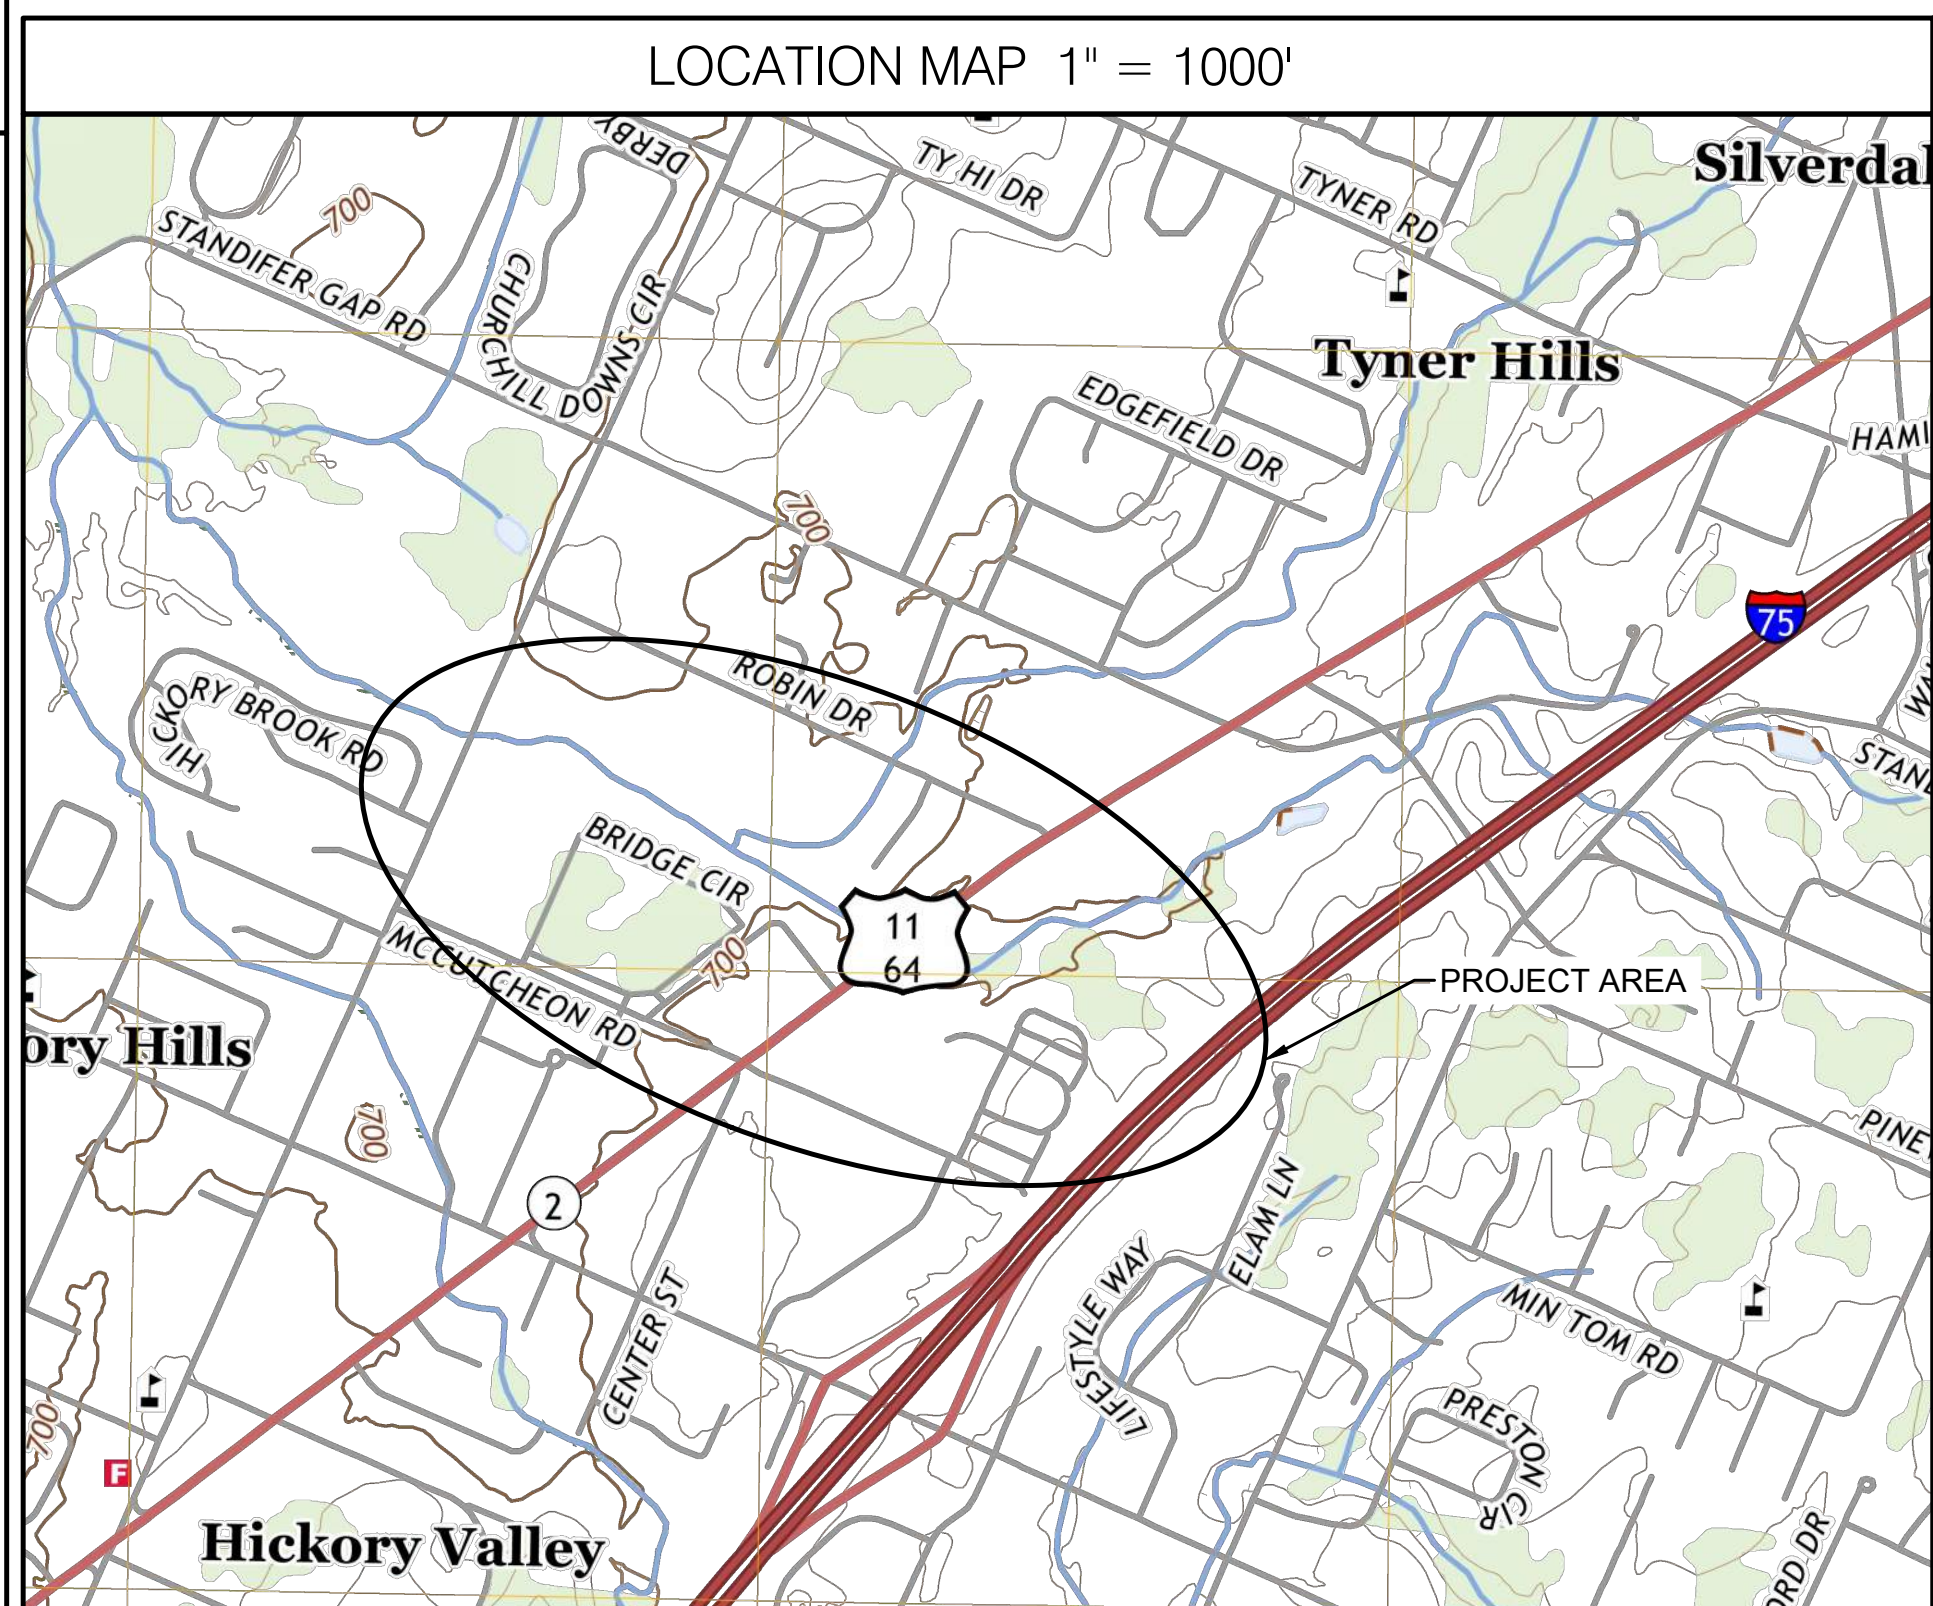 LOCATION MAP 1" = 1000'
DERBY
TY HI DR
TYNER RD
Silverdal
700
STANDIFER GAP RD
CHURCHILL DOWNS CIR
Tyner Hills
EDGEFIELD DR
HAMI
700
75
ROBIN DR
HICKORY BROOK RD
WA
STAN
BRIDGE CIR
11
64
700
MCCUTCHEON RD
PROJECT AREA
ory Hills
700
PINE
2
ELAM LN
LIFESTYLE WAY
MIN TOM RD
CENTER ST
700
PRESTON CIR
F
Hickory Valley
ORD DR